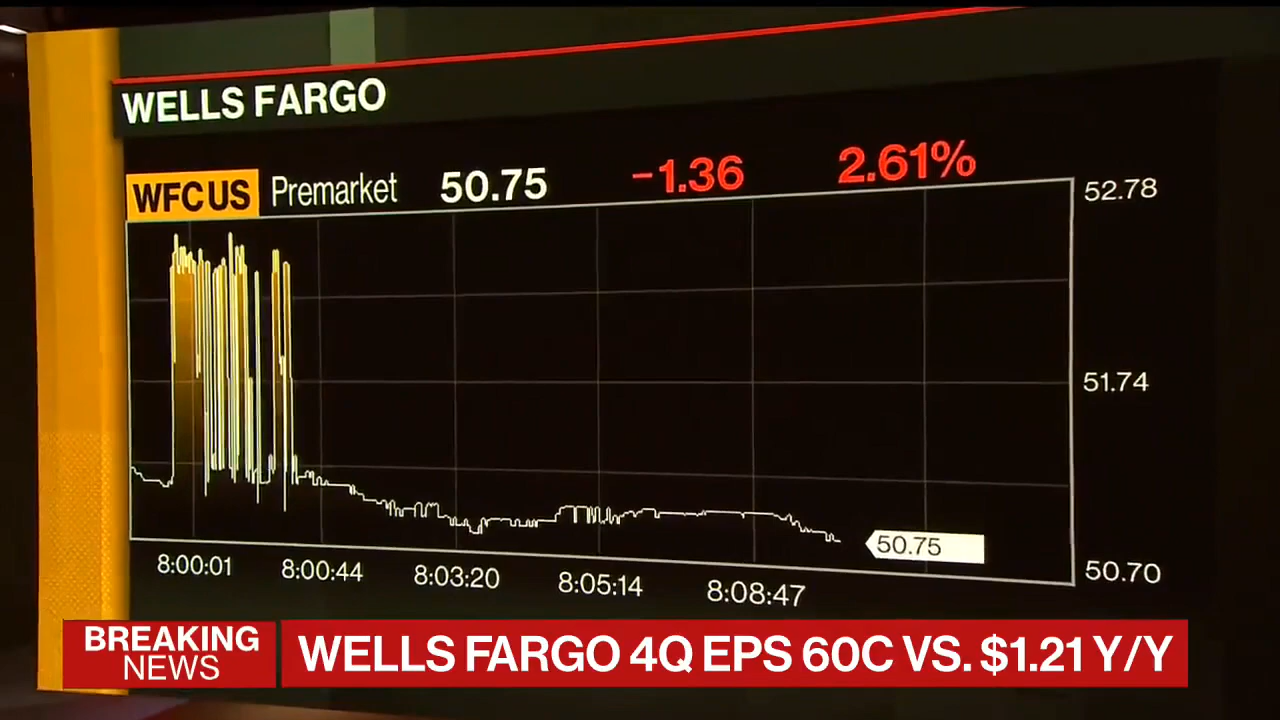 WELLS FARGO
WFC US Premarket 50.75 -1.36 2.61%
52.78
51.74
50.75
50.70
8:00:01 8:00:44 8:03:20 8:05:14 8:08:47
BREAKING
NEWS
WELLS FARGO 4Q EPS 60C VS. $1.21 Y/Y